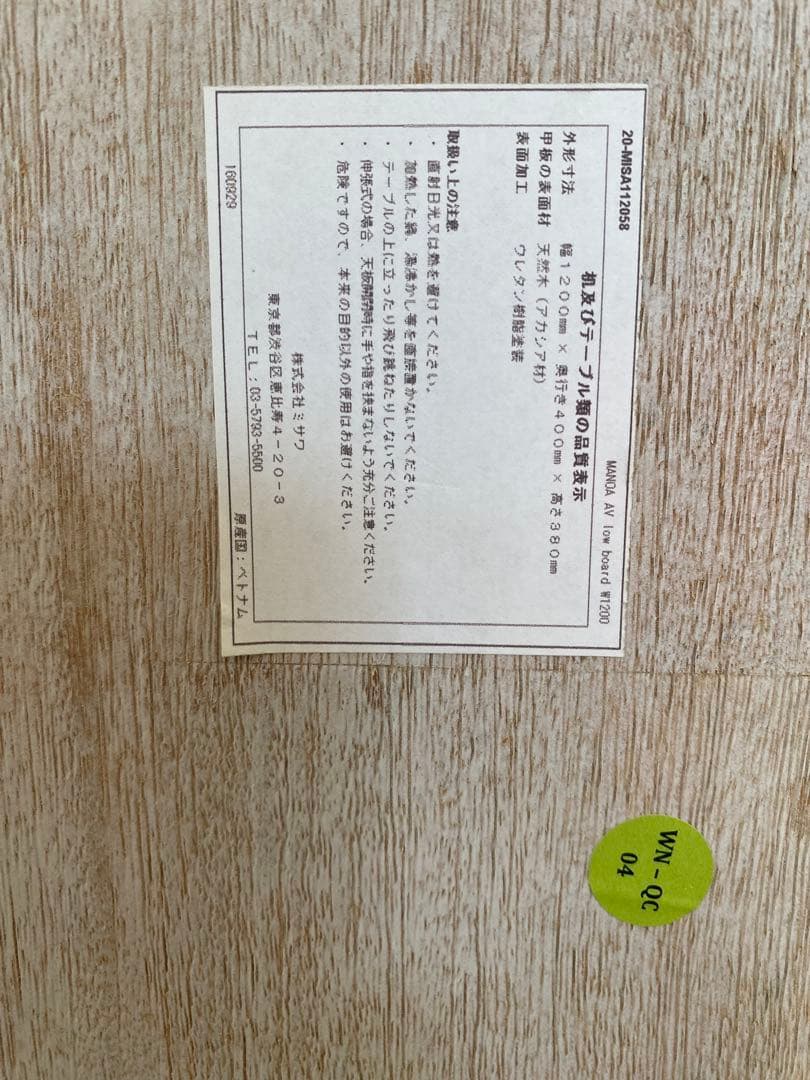 20-MISA112058
MANOA AV low board W1200
机及びテーブル類の品質表示
外形寸法 幅1200mm × 奥行き400mm × 高さ380mm
甲板の表面材 天然木(アカシア材)
表面加工 ウレタン樹脂塗装
取扱い上の注意
・直射日光又は熱を避けてください。
・加熱した鍋、湯沸かし等を直接置かないでください。
・テーブルの上に立ったり飛び跳ねたりしないでください。
・伸張式の場合、天板開閉時に手や指を挟まないよう充分ご注意ください。
・危険ですので、本来の目的以外の使用はお避けください。
株式会社ミサワ
東京都渋谷区恵比寿4-20-3
TEL:03-5793-5500
160929
原産国:ベトナム
WN-QC
04